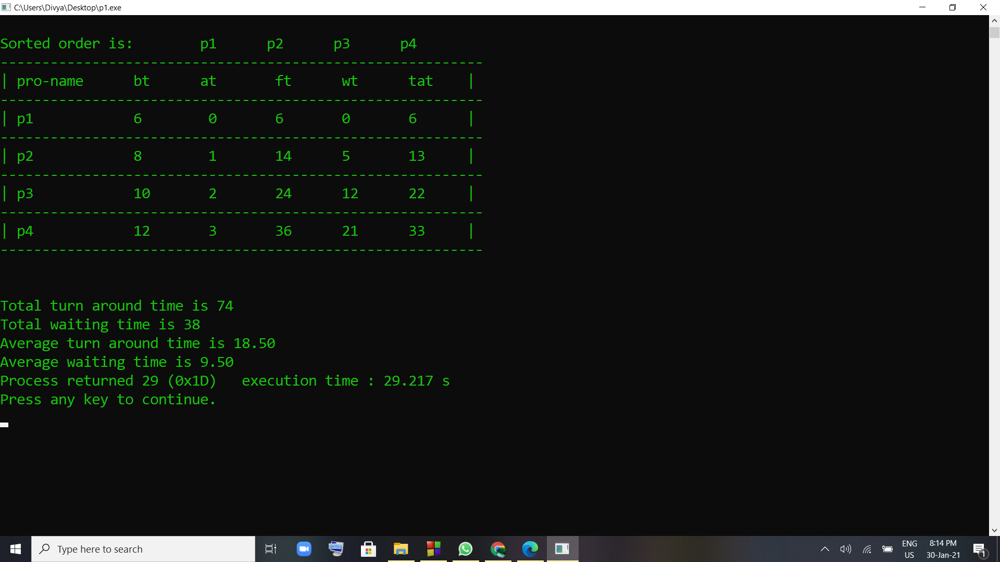 C:\Users\Divya\Desktop\p1.exe
Sorted order is: p1 p2 p3 p4
-----------------------------------------------------------
| pro-name bt at ft wt tat |
-----------------------------------------------------------
| p1 6 0 6 0 6 |
-----------------------------------------------------------
| p2 8 1 14 5 13 |
-----------------------------------------------------------
| p3 10 2 24 12 22 |
-----------------------------------------------------------
| p4 12 3 36 21 33 |
-----------------------------------------------------------
Total turn around time is 74
Total waiting time is 38
Average turn around time is 18.50
Average waiting time is 9.50
Process returned 29 (0x1D) execution time : 29.217 s
Press any key to continue.
Type here to search
ENG
US
8:14 PM
30-Jan-21
1